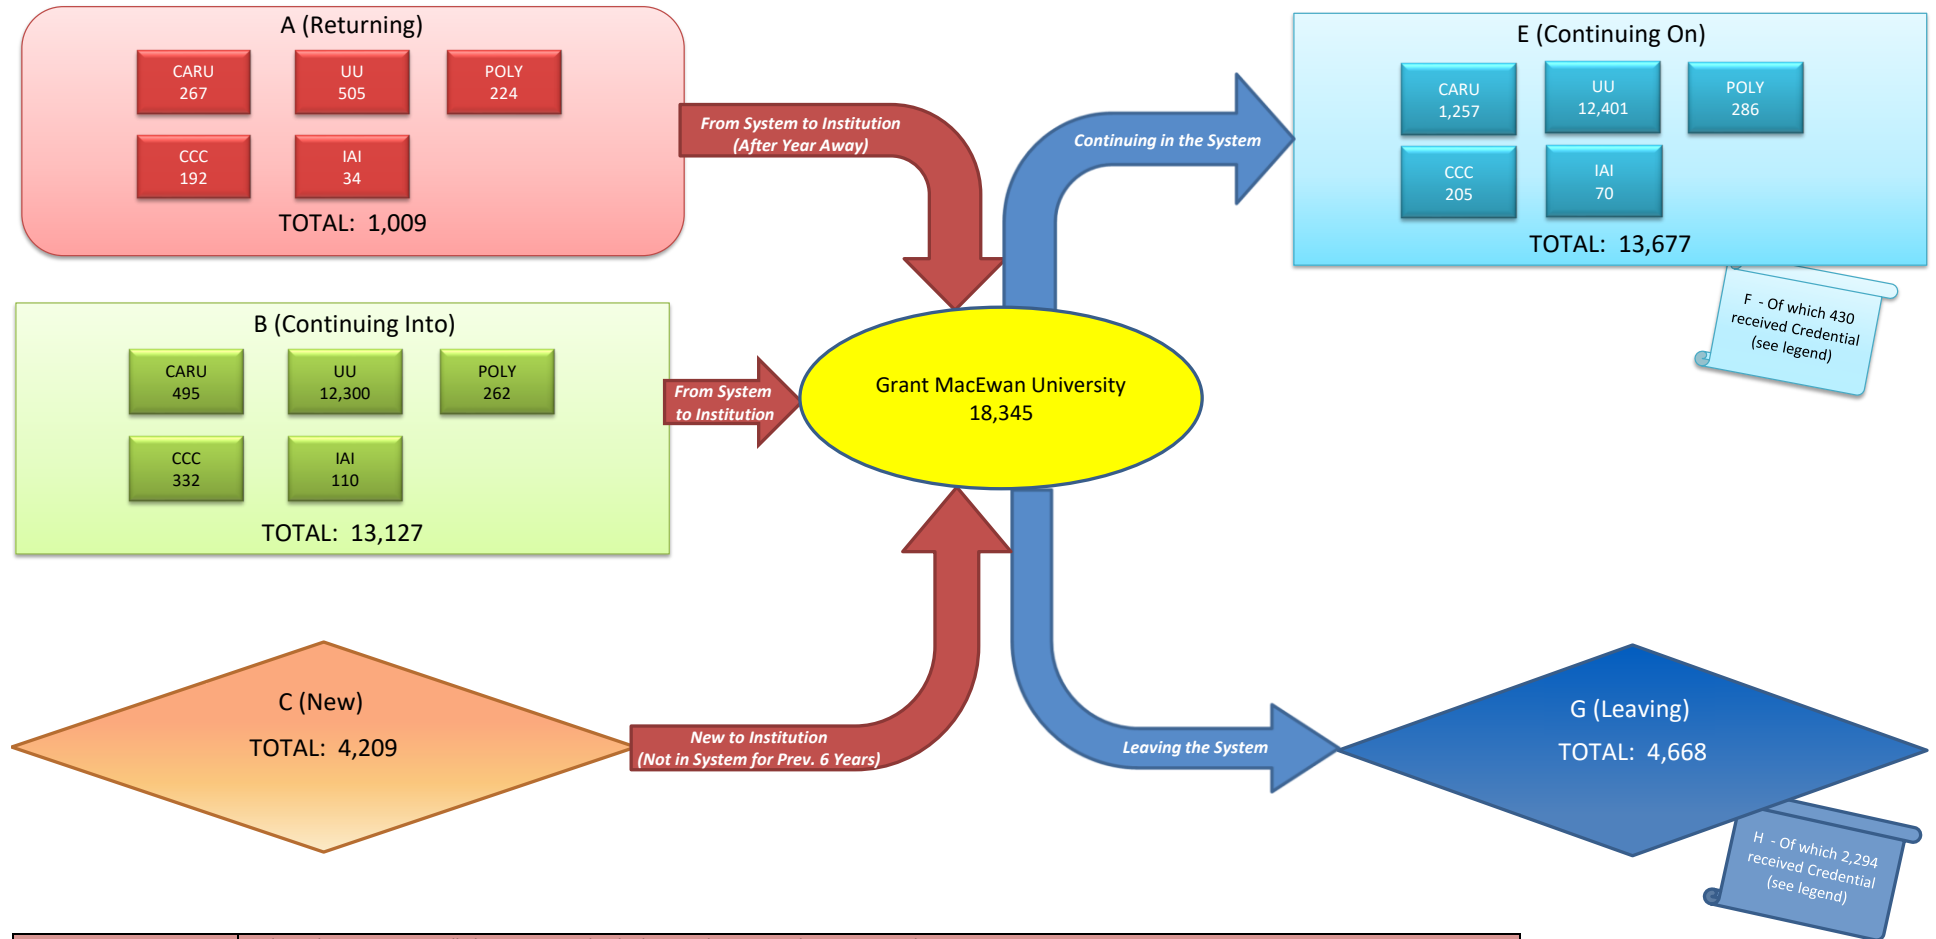 A (Returning)
CARU
267
UU
505
POLY
224
CCC
192
IAI
34
TOTAL: 1,009
From System to Institution
(After Year Away)
B (Continuing Into)
CARU
495
UU
12,300
POLY
262
CCC
332
IAI
110
TOTAL: 13,127
From System
to Institution
C (New)
TOTAL: 4,209
New to Institution
(Not in System for Prev. 6 Years)
Grant MacEwan University
18,345
Continuing in the System
E (Continuing On)
CARU
1,257
UU
12,401
POLY
286
CCC
205
IAI
70
TOTAL: 13,677
F - Of which 430
received Credential
(see legend)
Leaving the System
G (Leaving)
TOTAL: 4,668
H - Of which 2,294
received Credential
(see legend)